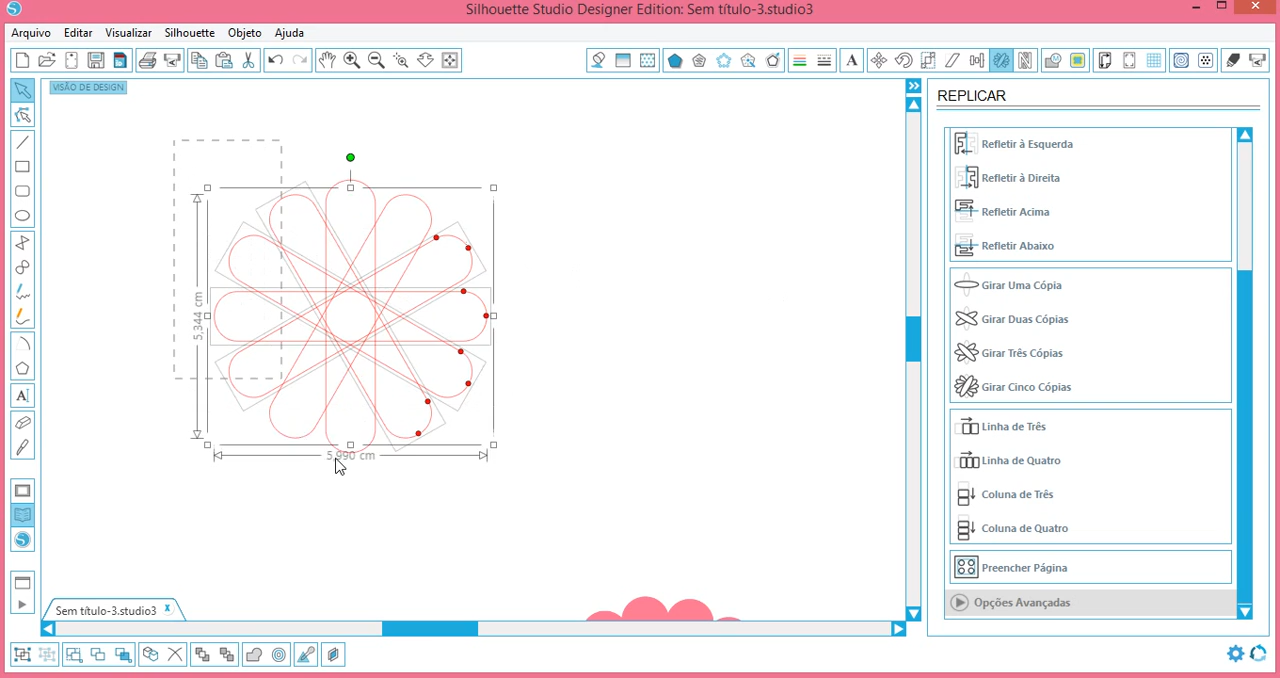 Silhouette Studio Designer Edition: Sem título-3.studio3
Arquivo Editar Visualizar Silhouette Objeto Ajuda
VISÃO DE DESIGN
REPLICAR
Refletir à Esquerda
Refletir à Direita
Refletir Acima
Refletir Abaixo
Girar Uma Cópia
Girar Duas Cópias
Girar Três Cópias
Girar Cinco Cópias
Linha de Três
Linha de Quatro
Coluna de Três
Coluna de Quatro
Preencher Página
Opções Avançadas
5,344 cm
5,990 cm
Sem título-3.studio3 x